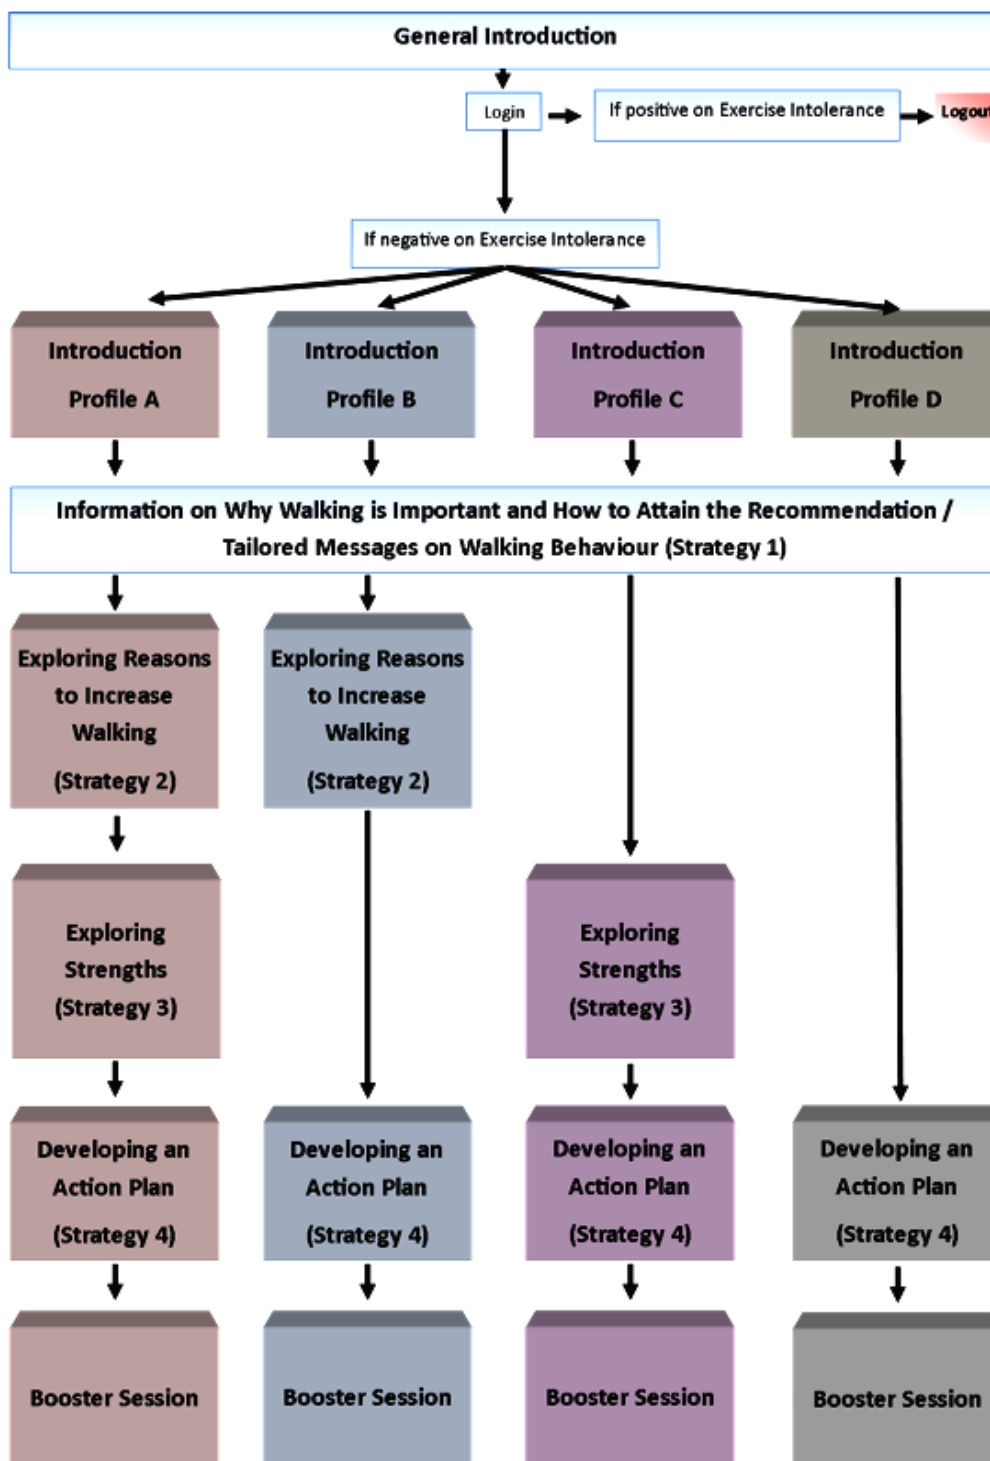 General Introduction
Login
If positive on Exercise Intolerance
Logout
If negative on Exercise Intolerance
Introduction
Profile A
Introduction
Profile B
Introduction
Profile C
Introduction
Profile D
Information on Why Walking is Important and How to Attain the Recommendation /
Tailored Messages on Walking Behaviour (Strategy 1)
Exploring Reasons
to Increase
Walking
(Strategy 2)
Exploring Reasons
to Increase
Walking
(Strategy 2)
Exploring
Strengths
(Strategy 3)
Exploring
Strengths
(Strategy 3)
Developing an
Action Plan
(Strategy 4)
Developing an
Action Plan
(Strategy 4)
Developing an
Action Plan
(Strategy 4)
Developing an
Action Plan
(Strategy 4)
Booster Session
Booster Session
Booster Session
Booster Session